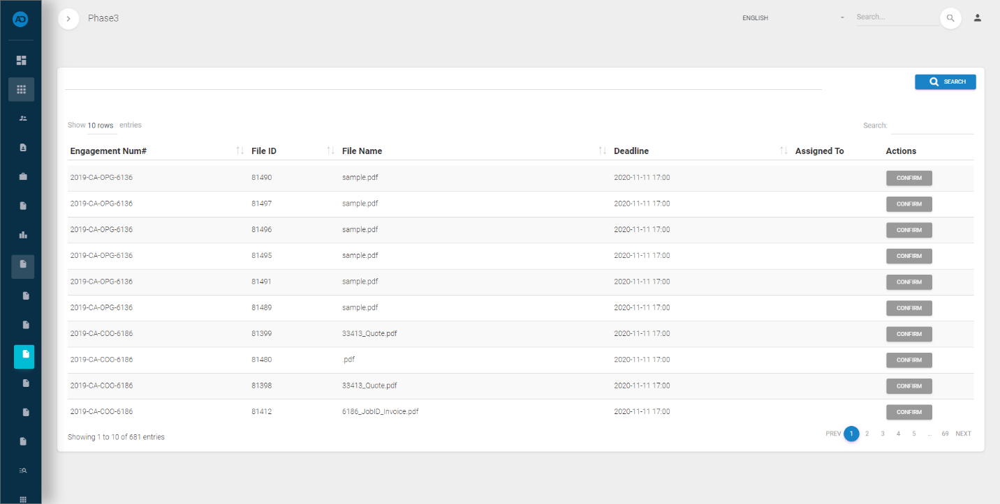 AD
Phase3
ENGLISH
Search...
SEARCH
Show 10 rows entries
Search:
Engagement Num# File ID File Name Deadline Assigned To Actions
2019-CA-OPG-6136 81490 sample.pdf 2020-11-11 17:00 CONFIRM
2019-CA-OPG-6136 81497 sample.pdf 2020-11-11 17:00 CONFIRM
2019-CA-OPG-6136 81496 sample.pdf 2020-11-11 17:00 CONFIRM
2019-CA-OPG-6136 81495 sample.pdf 2020-11-11 17:00 CONFIRM
2019-CA-OPG-6136 81491 sample.pdf 2020-11-11 17:00 CONFIRM
2019-CA-OPG-6136 81489 sample.pdf 2020-11-11 17:00 CONFIRM
2019-CA-COO-6186 81399 33413_Quote.pdf 2020-11-11 17:00 CONFIRM
2019-CA-COO-6186 81480 .pdf 2020-11-11 17:00 CONFIRM
2019-CA-COO-6186 81398 33413_Quote.pdf 2020-11-11 17:00 CONFIRM
2019-CA-COO-6186 81412 6186_JobID_Invoice.pdf 2020-11-11 17:00 CONFIRM
Showing 1 to 10 of 681 entries
PREV 1 2 3 4 5 ... 69 NEXT